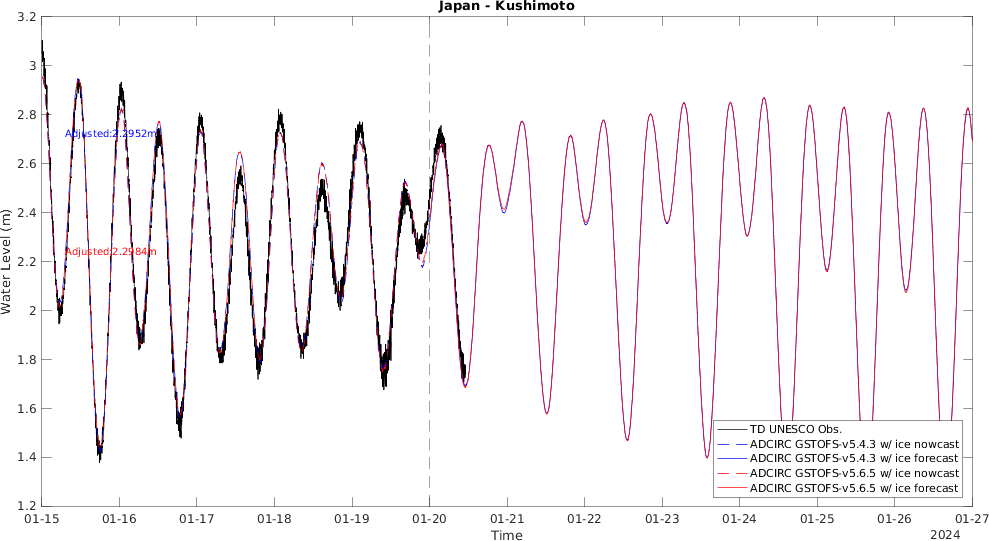 Japan - Kushimoto
3.2
3
2.8
2.6
2.4
2.2
2
1.8
1.6
1.4
1.2
Water Level (m)
Adjusted:2.2952m
Adjusted:2.2984m
TD UNESCO Obs.
ADCIRC GSTOFS-v5.4.3 w/ ice nowcast
ADCIRC GSTOFS-v5.4.3 w/ ice forecast
ADCIRC GSTOFS-v5.6.5 w/ ice nowcast
ADCIRC GSTOFS-v5.6.5 w/ ice forecast
01-15 01-16 01-17 01-18 01-19 01-20 01-21 01-22 01-23 01-24 01-25 01-26 01-27
Time
2024